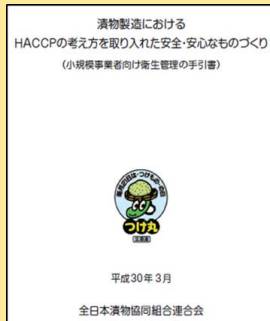 漬物製造における
HACCPの考え方を取り入れた安全・安心なものづくり
（小規模事業者向け衛生管理の手引書）
つけ丸
平成30年3月
全日本漬物協同組合連合会